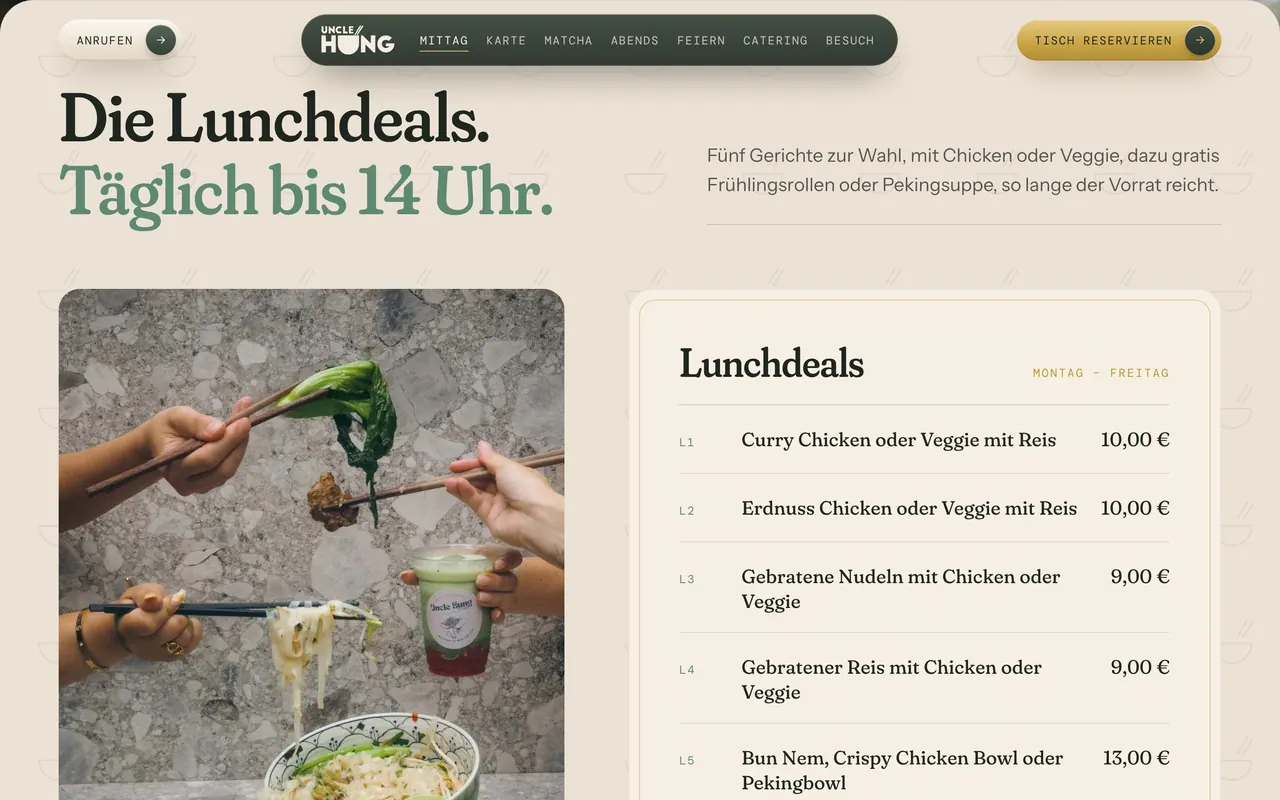 ANRUFEN
UNCLE HUNG
MITTAG KARTE MATCHA ABENDS FEIERN CATERING BESUCH
TISCH RESERVIEREN
Die Lunchdeals.
Täglich bis 14 Uhr.
Fünf Gerichte zur Wahl, mit Chicken oder Veggie, dazu gratis
Frühlingsrollen oder Pekingsuppe, so lange der Vorrat reicht.
Uncle Hung
Lunchdeals
MONTAG – FREITAG
L1 Curry Chicken oder Veggie mit Reis 10,00 €
L2 Erdnuss Chicken oder Veggie mit Reis 10,00 €
L3 Gebratene Nudeln mit Chicken oder 9,00 €
Veggie
L4 Gebratener Reis mit Chicken oder 9,00 €
Veggie
L5 Bun Nem, Crispy Chicken Bowl oder 13,00 €
Pekingbowl